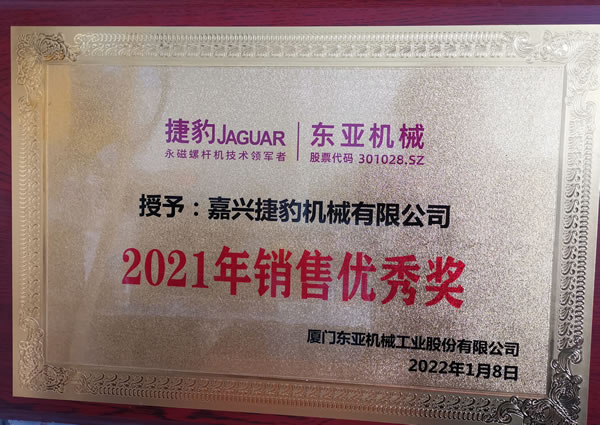 捷豹JAGUAR 东亚机械
永磁螺杆机技术领军者 股票代码 301028.SZ
授予：嘉兴捷豹机械有限公司
2021年销售优秀奖
厦门东亚机械工业股份有限公司
2022年1月8日